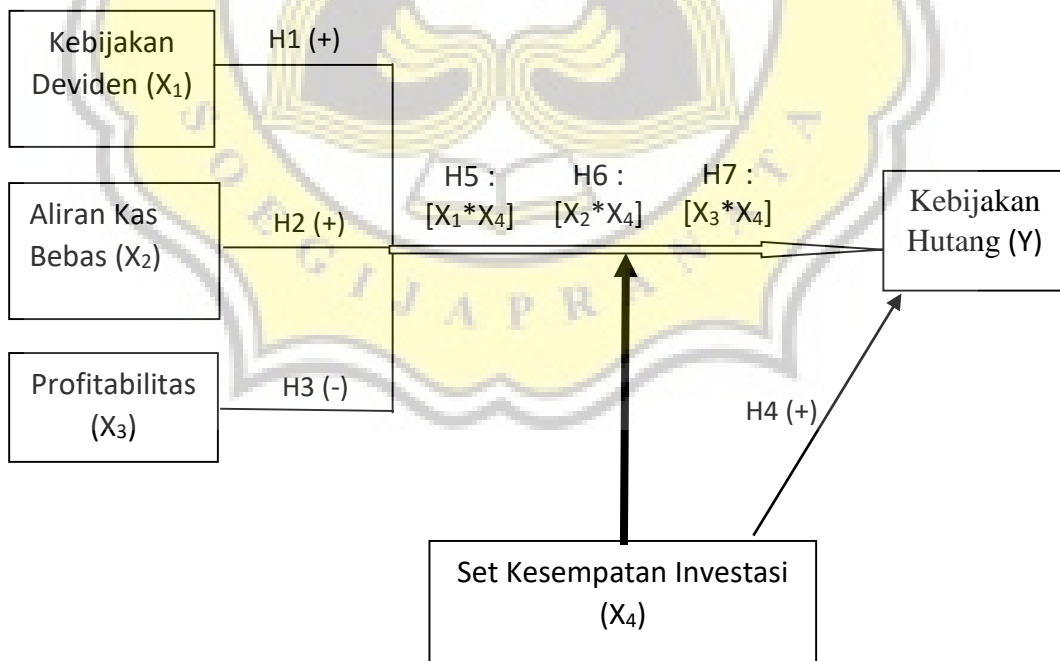 Kebijakan
Deviden (X₁)
H1 (+)
Aliran Kas
Bebas (X₂)
H2 (+)
Profitabilitas
(X₃)
H3 (-)
H5 :
[X₁*X₄]
H6 :
[X₂*X₄]
H7 :
[X₃*X₄]
Kebijakan
Hutang (Y)
H4 (+)
Set Kesempatan Investasi
(X₄)
SOEGIJAPRANATA